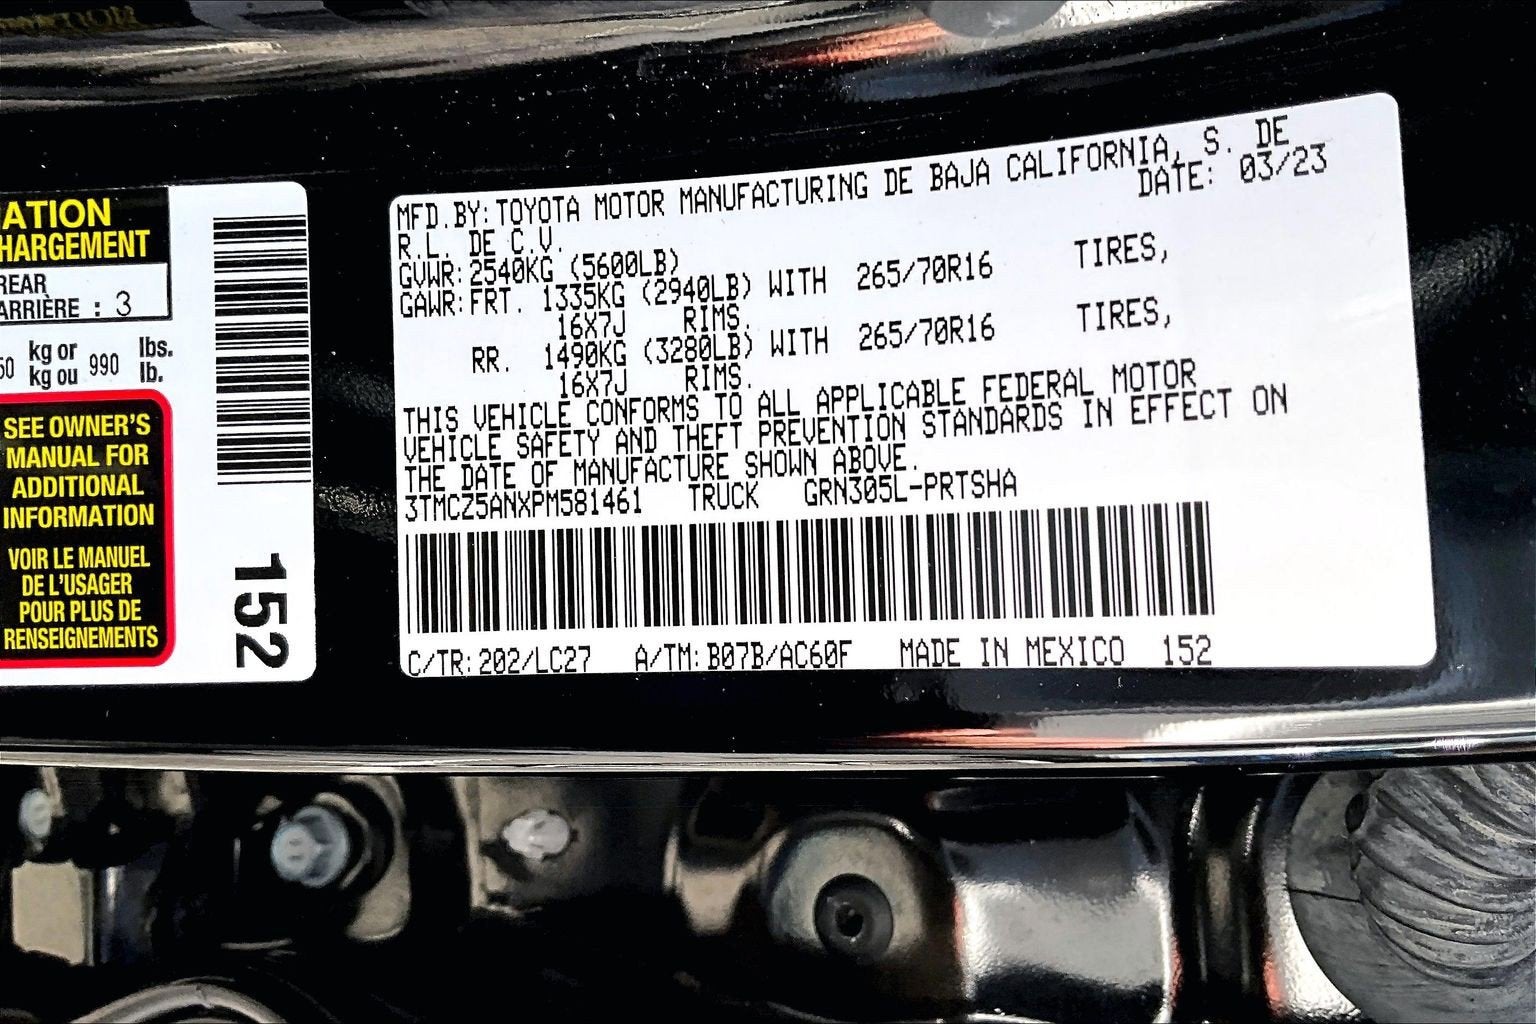 ATION
HARGEMENT
REAR
ARRIÈRE : 3
50 kg or 990 lbs.
kg ou lb.
SEE OWNER'S
MANUAL FOR
ADDITIONAL
INFORMATION
VOIR LE MANUEL
DE L'USAGER
POUR PLUS DE
RENSEIGNEMENTS
152
MFD.BY:TOYOTA MOTOR MANUFACTURING DE BAJA CALIFORNIA, S. DE
R.L. DE C.V. DATE: 03/23
GVWR:2540KG (5600LB)
GAWR:FRT. 1335KG (2940LB) WITH 265/70R16 TIRES,
16X7J RIMS.
RR. 1490KG (3280LB) WITH 265/70R16 TIRES,
16X7J RIMS.
THIS VEHICLE CONFORMS TO ALL APPLICABLE FEDERAL MOTOR
VEHICLE SAFETY AND THEFT PREVENTION STANDARDS IN EFFECT ON
THE DATE OF MANUFACTURE SHOWN ABOVE.
3TMCZ5ANXPM581461 TRUCK GRN305L-PRTSHA
C/TR:202/LC27 A/TM:B07B/AC60F MADE IN MEXICO 152